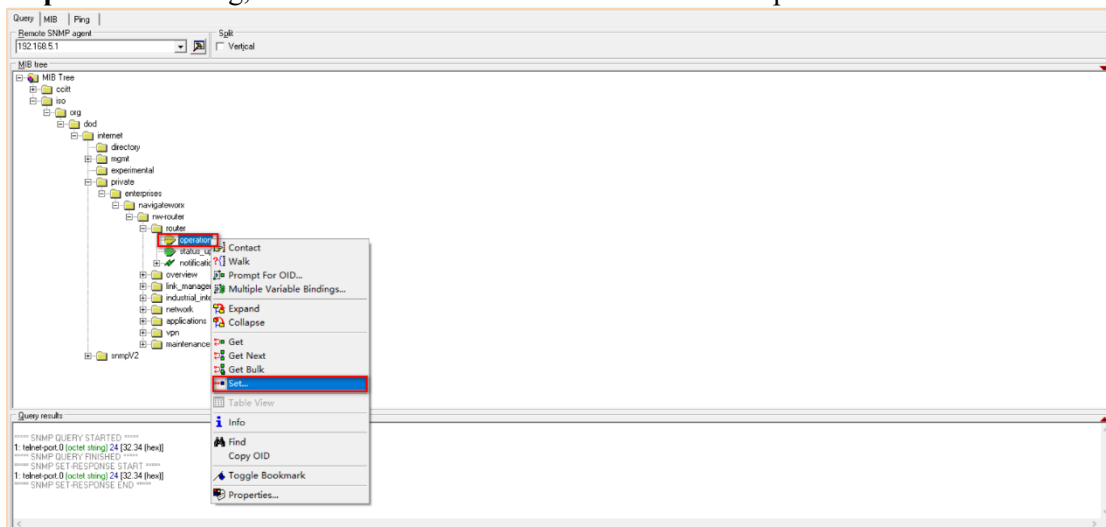 Query MIB Ping
Remote SNMP agent
Split
192.168.5.1
Vertical
MIB tree
MIB Tree
ccitt
iso
org
dod
internet
directory
mgmt
experimental
private
enterprises
navigateworx
nw-router
router
operation
overview
network
applications
vpn
maintenance
snmpV2
Contact
Walk
Prompt For OID...
Multiple Variable Bindings...
Expand
Collapse
Get
Get Next
Get Bulk
Set...
Table View
Info
Find
Copy OID
Toggle Bookmark
Properties...
Query results
***** SNMP QUERY STARTED *****
1: telnet-port.0 (octet string) 24 [32.34 (hex)]
***** SNMP QUERY FINISHED *****
***** SNMP SET-RESPONSE START *****
1: telnet-port.0 (octet string) 24 [32.34 (hex)]
***** SNMP SET-RESPONSE END *****